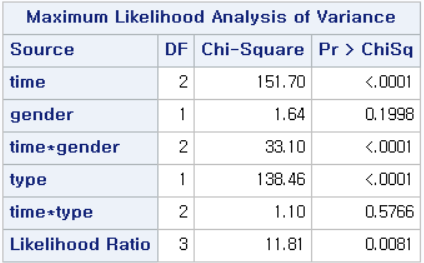 Maximum Likelihood Analysis of Variance
Source DF Chi-Square Pr > ChiSq
time 2 151.70 <.0001
gender 1 1.64 0.1998
time*gender 2 33.10 <.0001
type 1 138.46 <.0001
time*type 2 1.10 0.5766
Likelihood Ratio 3 11.81 0.0081